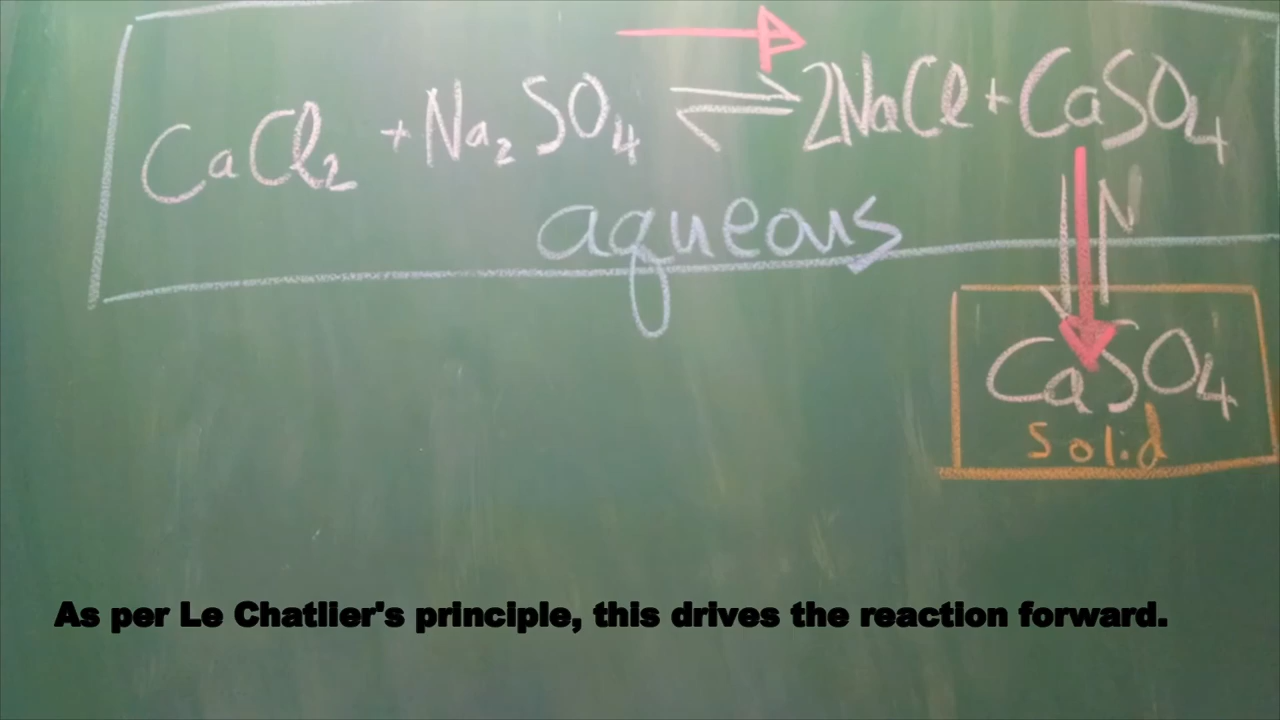 CaCl₂ + Na₂SO₄ ⇌ 2NaCl + CaSO₄
aqueous
CaSO₄
solid
As per Le Chatlier's principle, this drives the reaction forward.